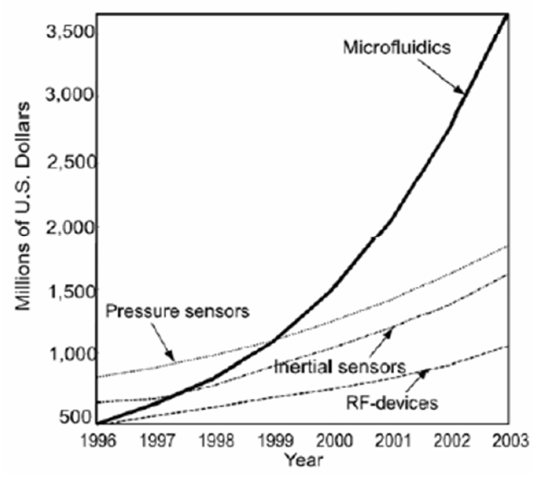 Millions of U.S. Dollars
3,500
3,000
2,500
2,000
1,500
1,000
500
Microfluidics
Pressure sensors
Inertial sensors
RF-devices
1996 1997 1998 1999 2000 2001 2002 2003
Year